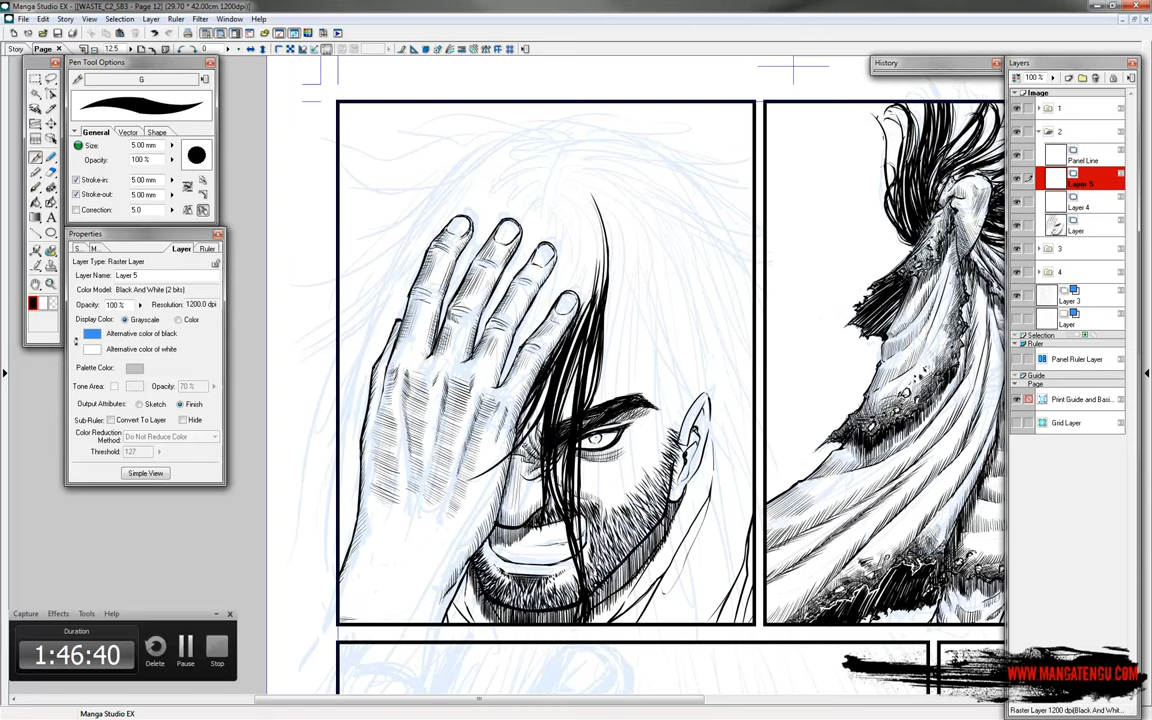 Manga Studio EX - [[WASTE_C2_SB3 - Page 12] (29.70 * 42.00cm 1200dpi)]
File Edit Story View Selection Layer Ruler Filter Window Help
Story Page 12.5 0
Pen Tool Options
G
General Vector Shape
Size: 5.00 mm
Opacity: 100 %
Stroke-in: 5.00 mm
Stroke-out: 5.00 mm
Correction: 5.0
Properties
S... M... Layer Ruler
Layer Type: Raster Layer
Layer Name: Layer 5
Color Model: Black And White (2 bits)
Opacity: 100 % Resolution: 1200.0 dpi
Display Color: Grayscale Color
Alternative color of black
Alternative color of white
Palette Color:
Tone Area: Opacity: 70 %
Output Attributes: Sketch Finish
Sub-Ruler: Convert To Layer Hide
Color Reduction Method: Do Not Reduce Color
Threshold: 127
Simple View
Capture Effects Tools Help
Duration
1:46:40
Delete Pause Stop
History
Layers
100 %
Image
1
2
Panel Line
Layer 5
Layer 4
Layer
3
4
Layer 3
Layer
Selection
Ruler
Panel Ruler Layer
Guide
Page
Print Guide and Basi...
Grid Layer
WWW.MANGATENGU.COM
Manga Studio EX
Raster Layer 1200 dpi(Black And Whit...